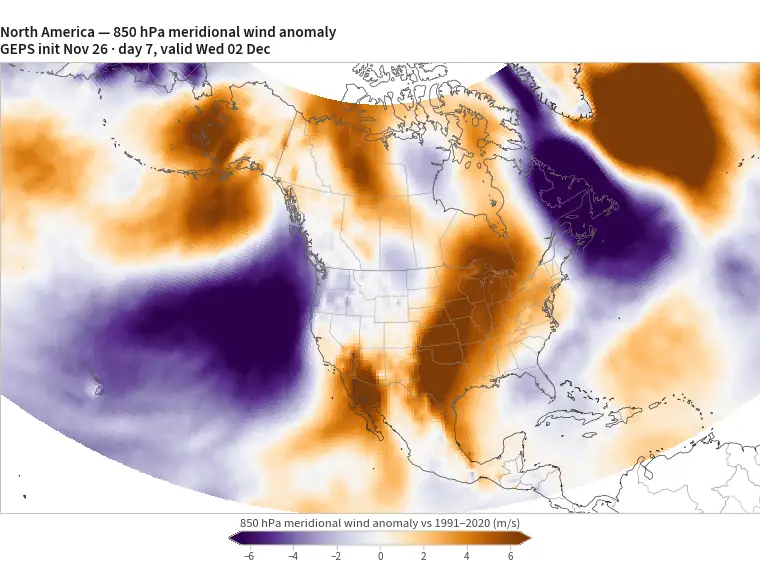 North America — 850 hPa meridional wind anomaly
GEPS init Nov 26 · day 7, valid Wed 02 Dec
850 hPa meridional wind anomaly vs 1991–2020 (m/s)
−6 −4 −2 0 2 4 6